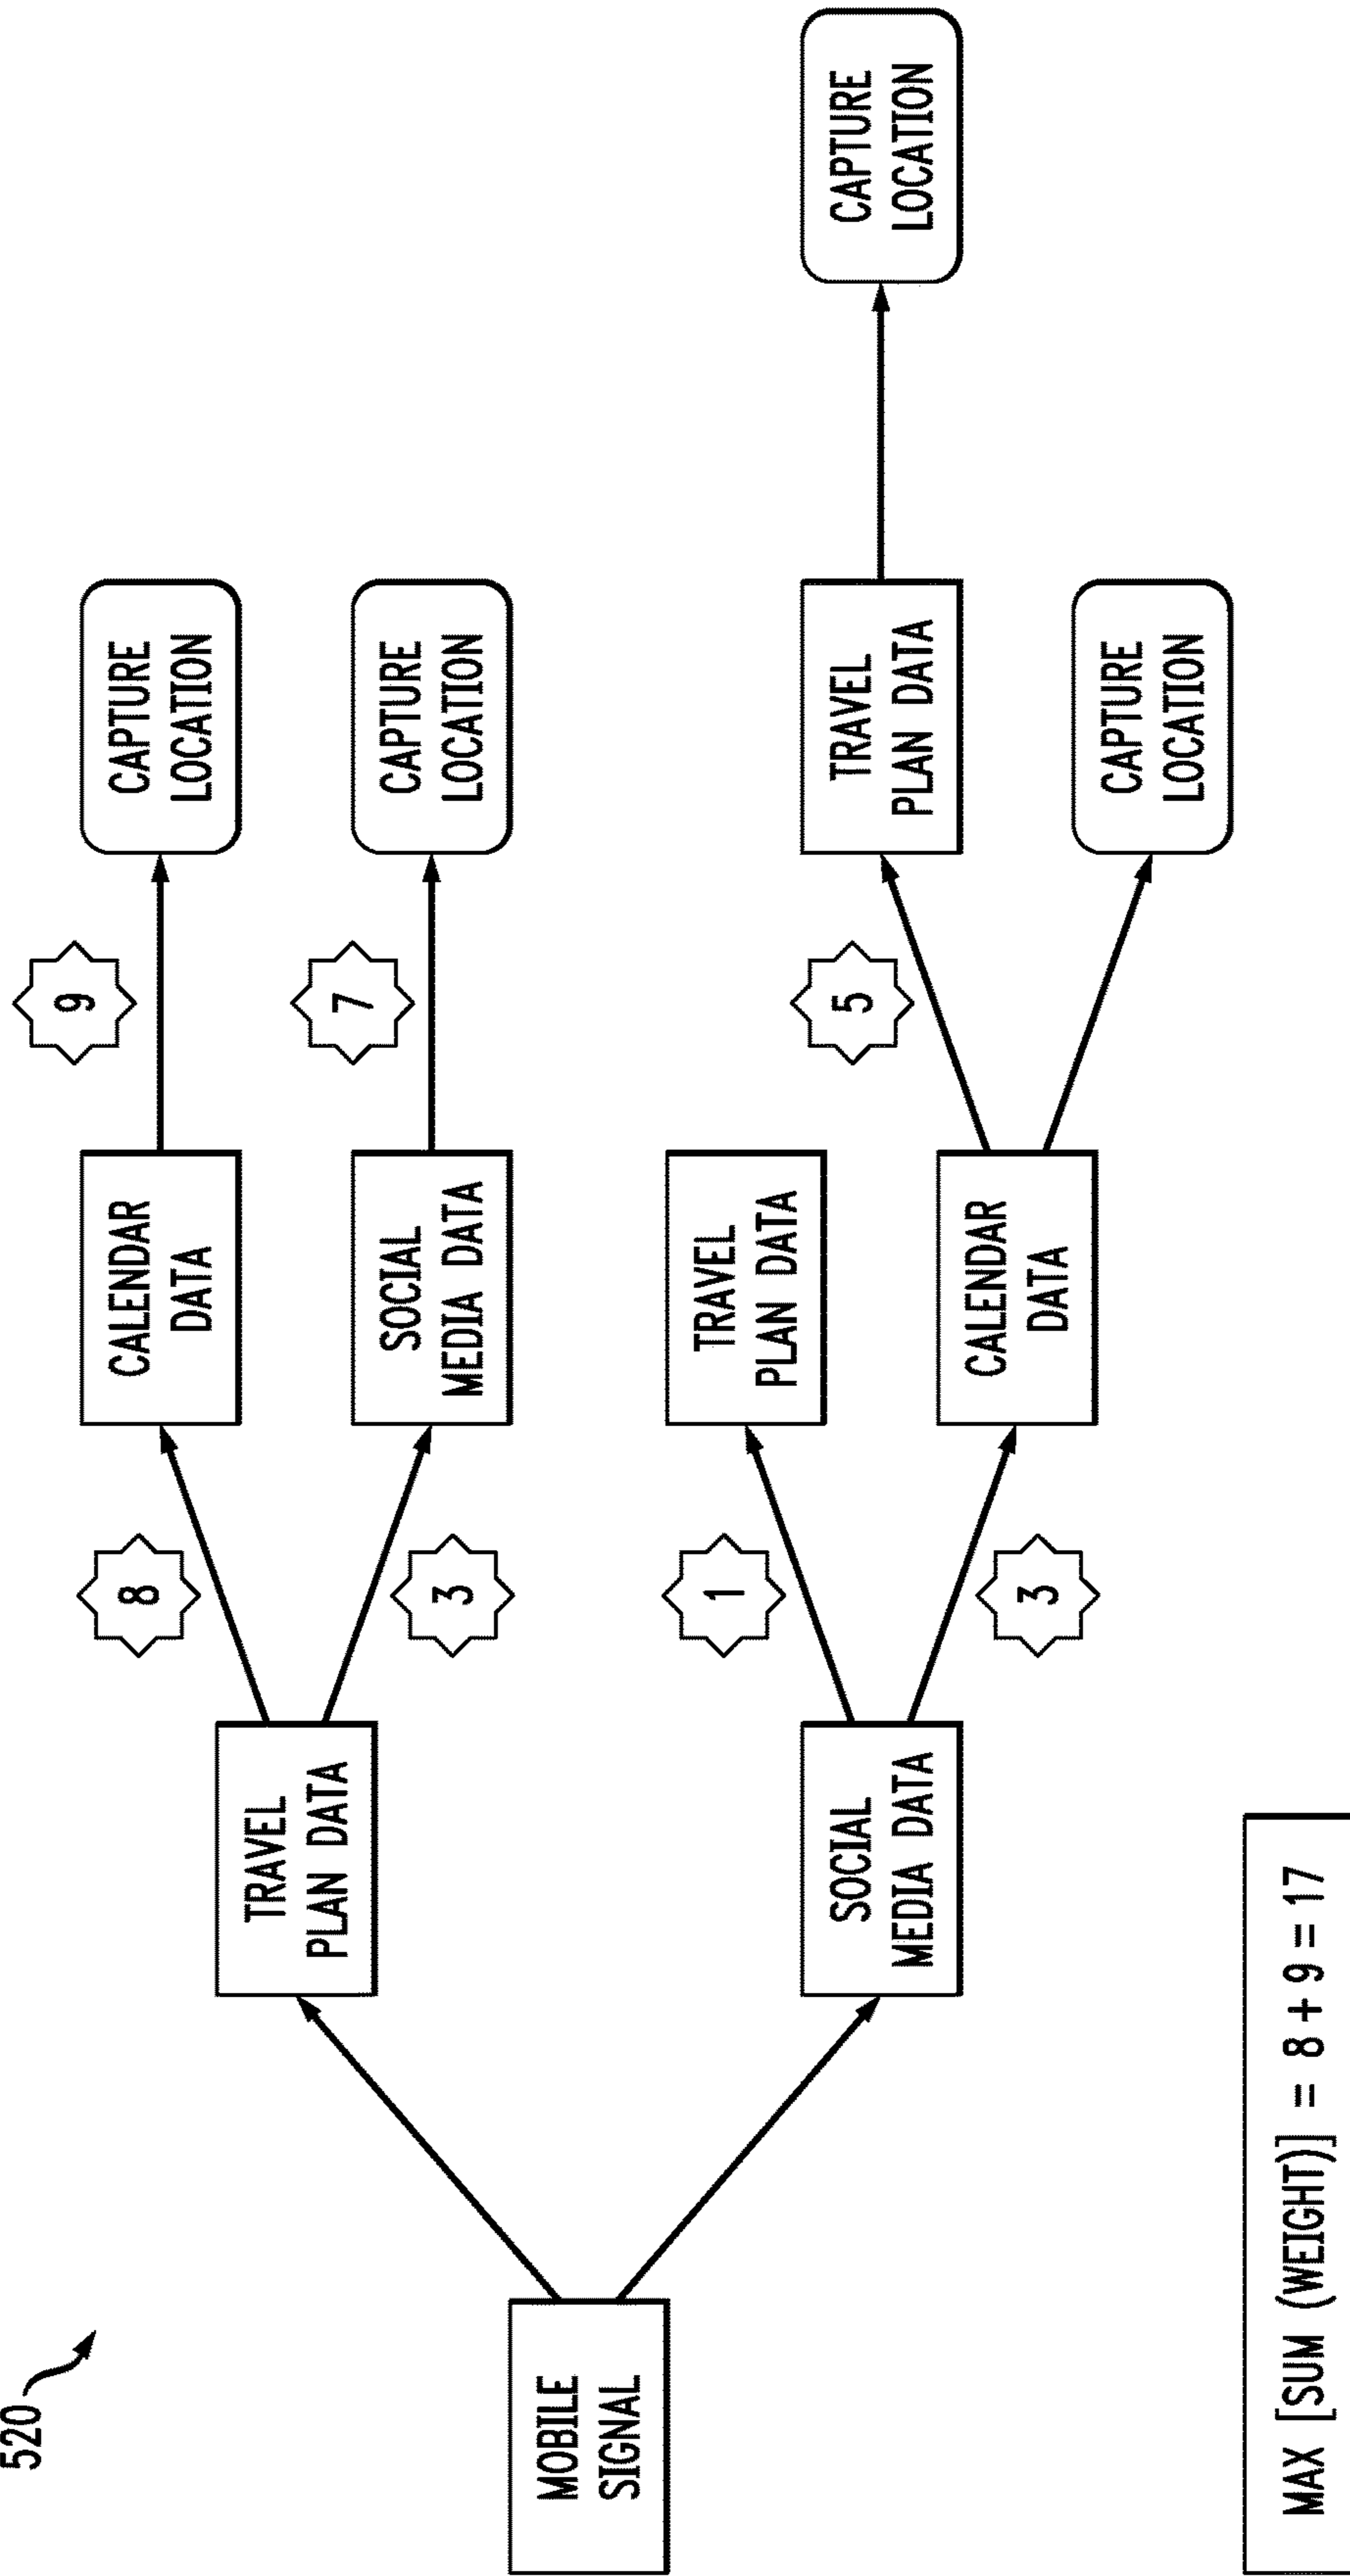 520
MOBILE
SIGNAL
TRAVEL
PLAN DATA
SOCIAL
MEDIA DATA
8
3
1
3
CALENDAR
DATA
SOCIAL
MEDIA DATA
TRAVEL
PLAN DATA
CALENDAR
DATA
9
7
5
CAPTURE
LOCATION
CAPTURE
LOCATION
TRAVEL
PLAN DATA
CAPTURE
LOCATION
CAPTURE
LOCATION
MAX [SUM (WEIGHT)] = 8 + 9 = 17